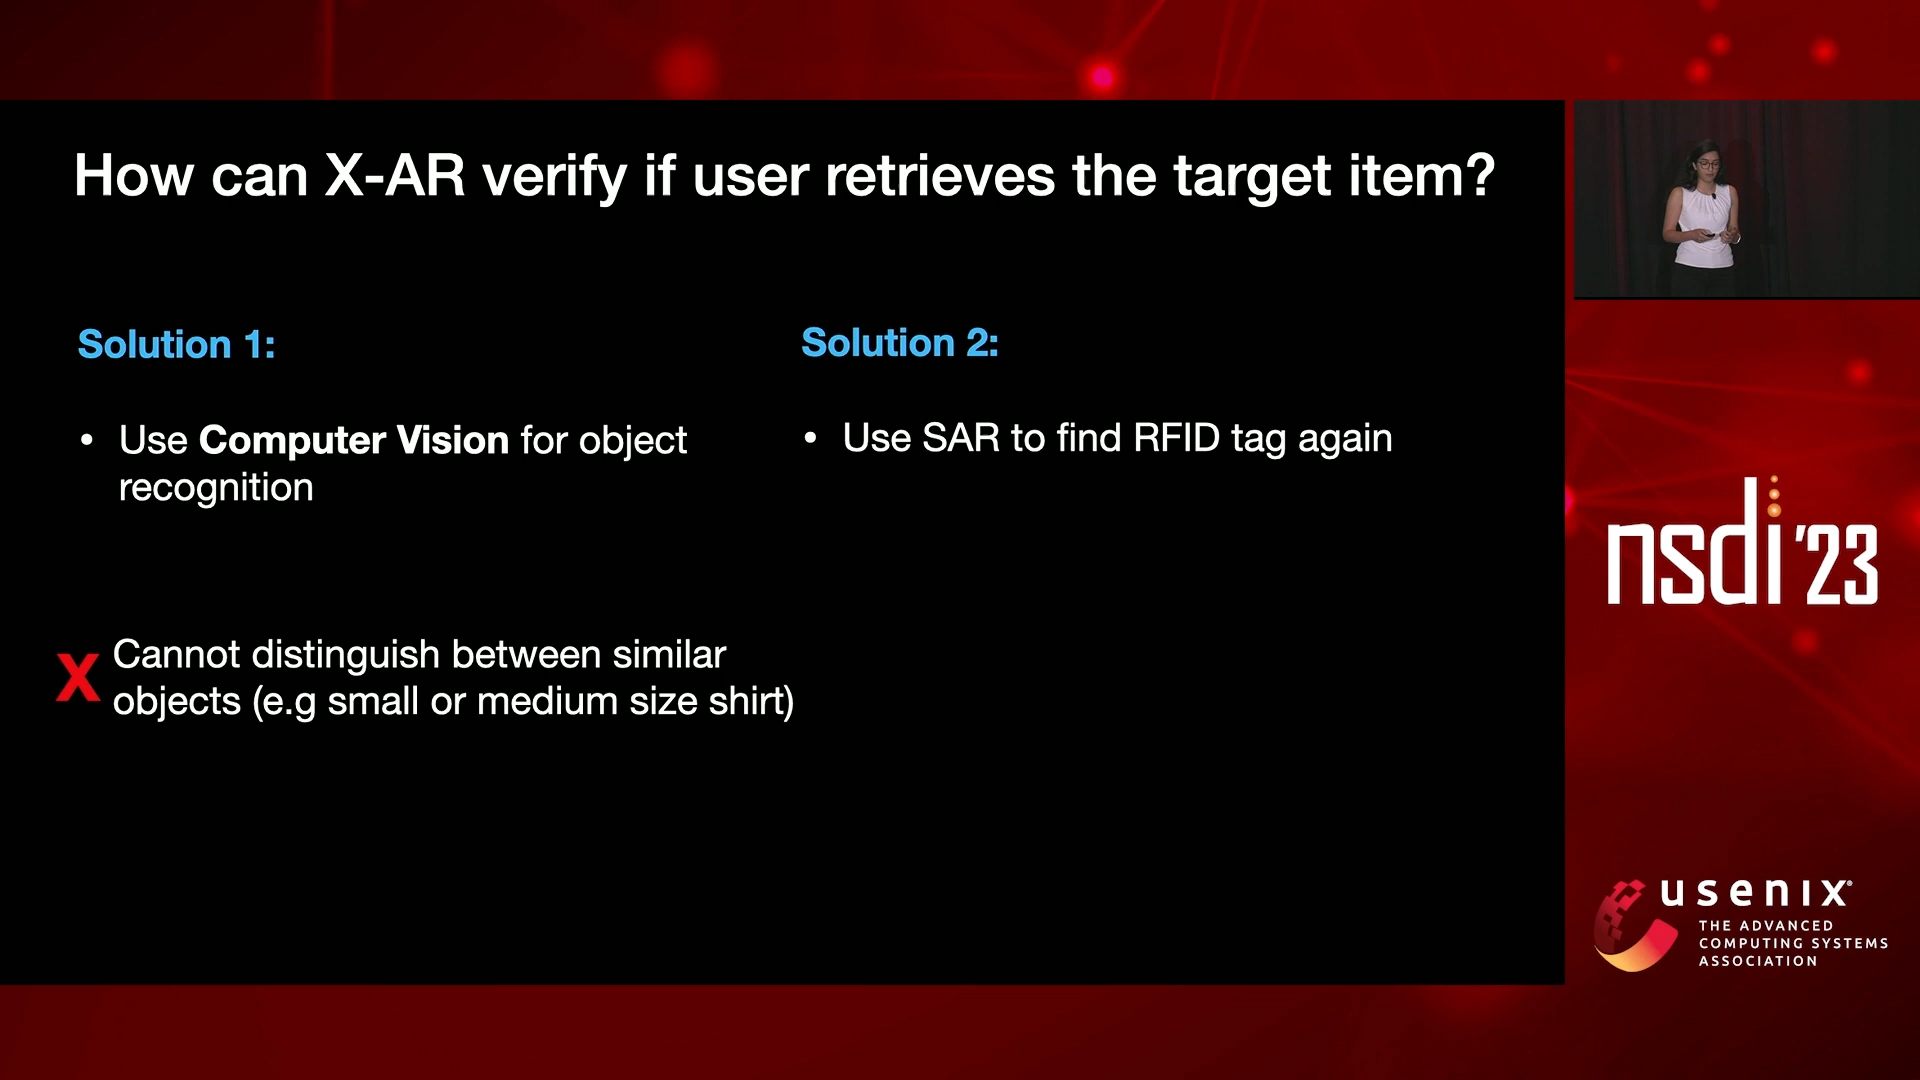 How can X-AR verify if user retrieves the target item?
Solution 1:
• Use Computer Vision for object
recognition
X Cannot distinguish between similar
objects (e.g small or medium size shirt)
Solution 2:
• Use SAR to find RFID tag again
nsdi '23
usenix®
THE ADVANCED
COMPUTING SYSTEMS
ASSOCIATION